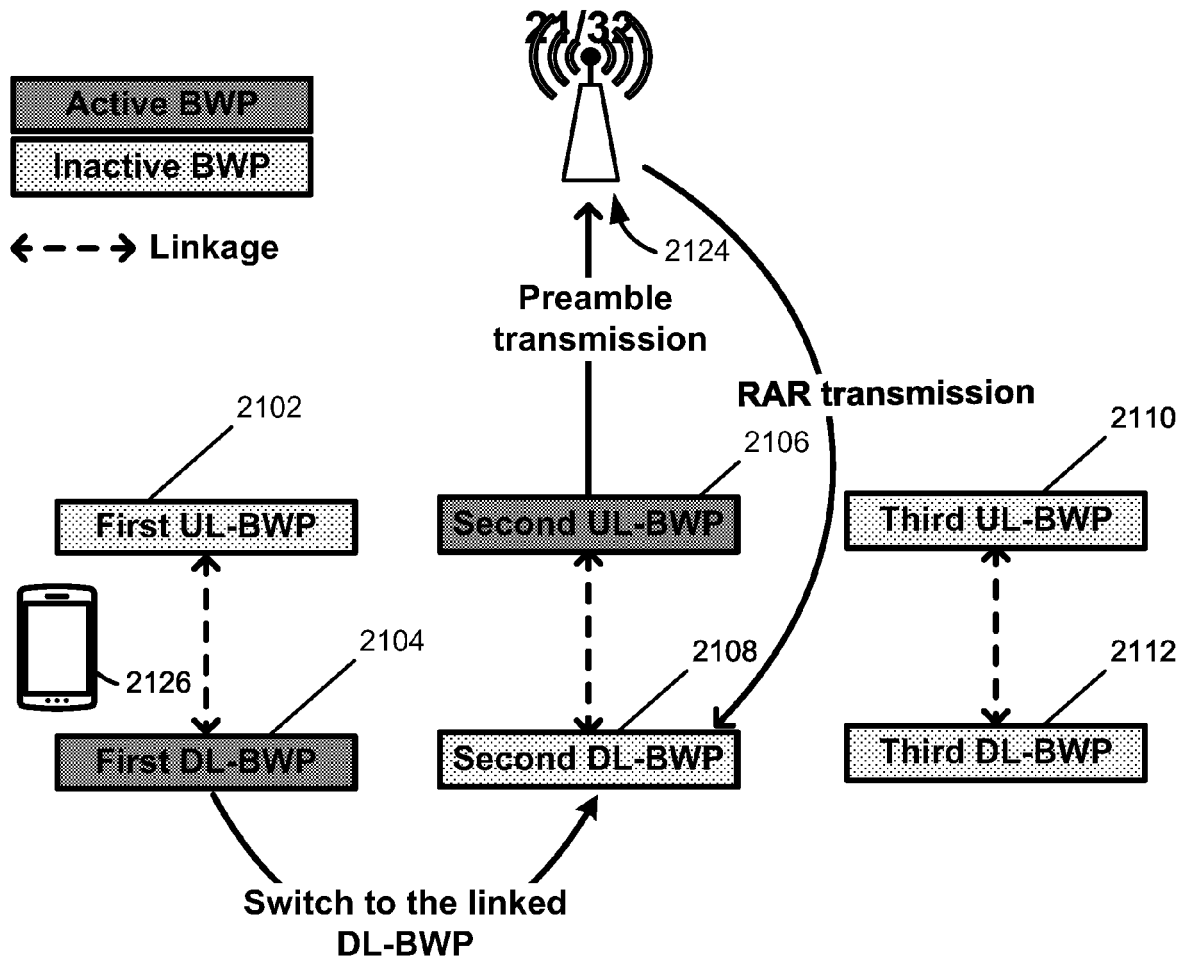 21/32
Active BWP
Inactive BWP
Linkage
2124
Preamble
transmission
RAR transmission
2102
2106
2110
First UL-BWP
Second UL-BWP
Third UL-BWP
2126
2104
2108
2112
First DL-BWP
Second DL-BWP
Third DL-BWP
Switch to the linked
DL-BWP